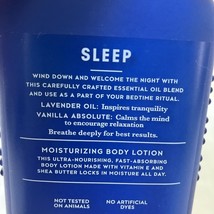 SLEEP
WIND DOWN AND WELCOME THE NIGHT WITH
THIS CAREFULLY CRAFTED ESSENTIAL OIL BLEND
AND USE AS A PART OF YOUR BEDTIME RITUAL.
LAVENDER OIL: Inspires tranquility
VANILLA ABSOLUTE: Calms the mind
to encourage relaxation
Breathe deeply for best results.
MOISTURIZING BODY LOTION
THIS ULTRA-NOURISHING, FAST-ABSORBING
BODY LOTION MADE WITH VITAMIN E AND
SHEA BUTTER LOCKS IN MOISTURE ALL DAY.
NOT TESTED NO ARTIFICIAL
ON ANIMALS DYES